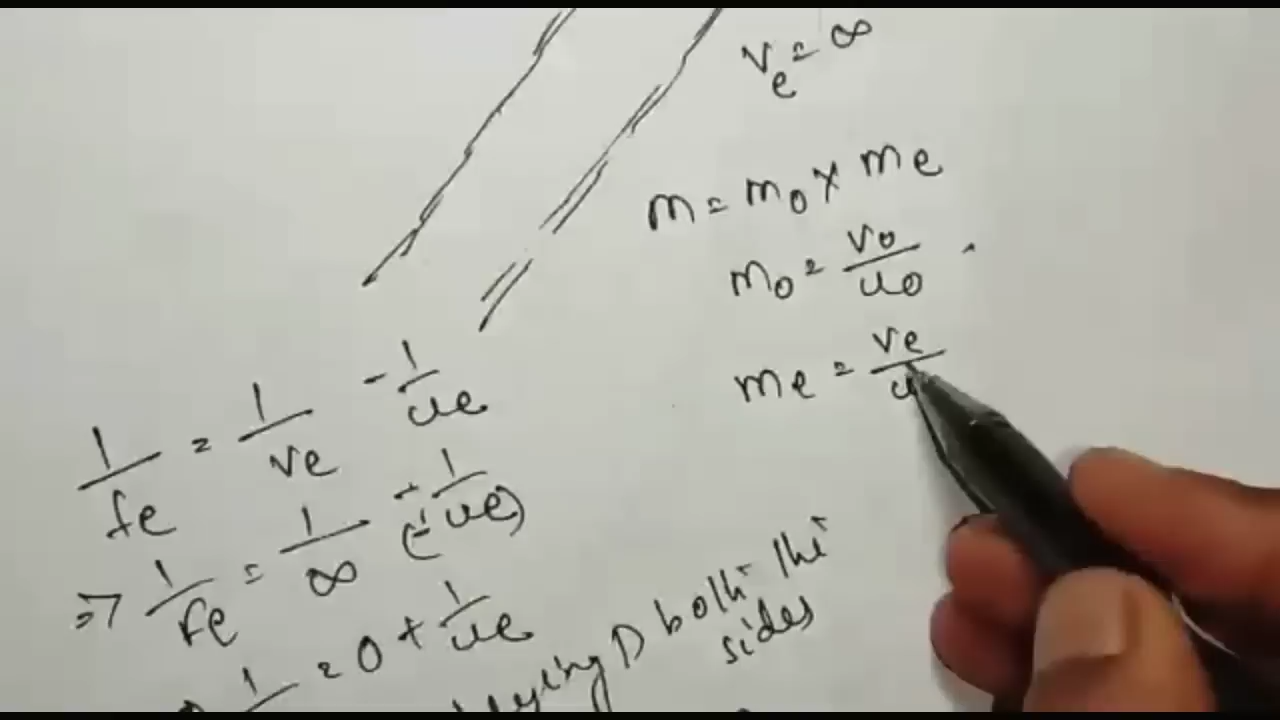 ve = ∞
m = mo × me
mo = vo/uo
me = ve/u
1/fe = 1/ve - 1/ue
⇒ 1/fe = 1/∞ - 1/(-ue)
1/ = 0 + 1/ue
lying D both the
sides